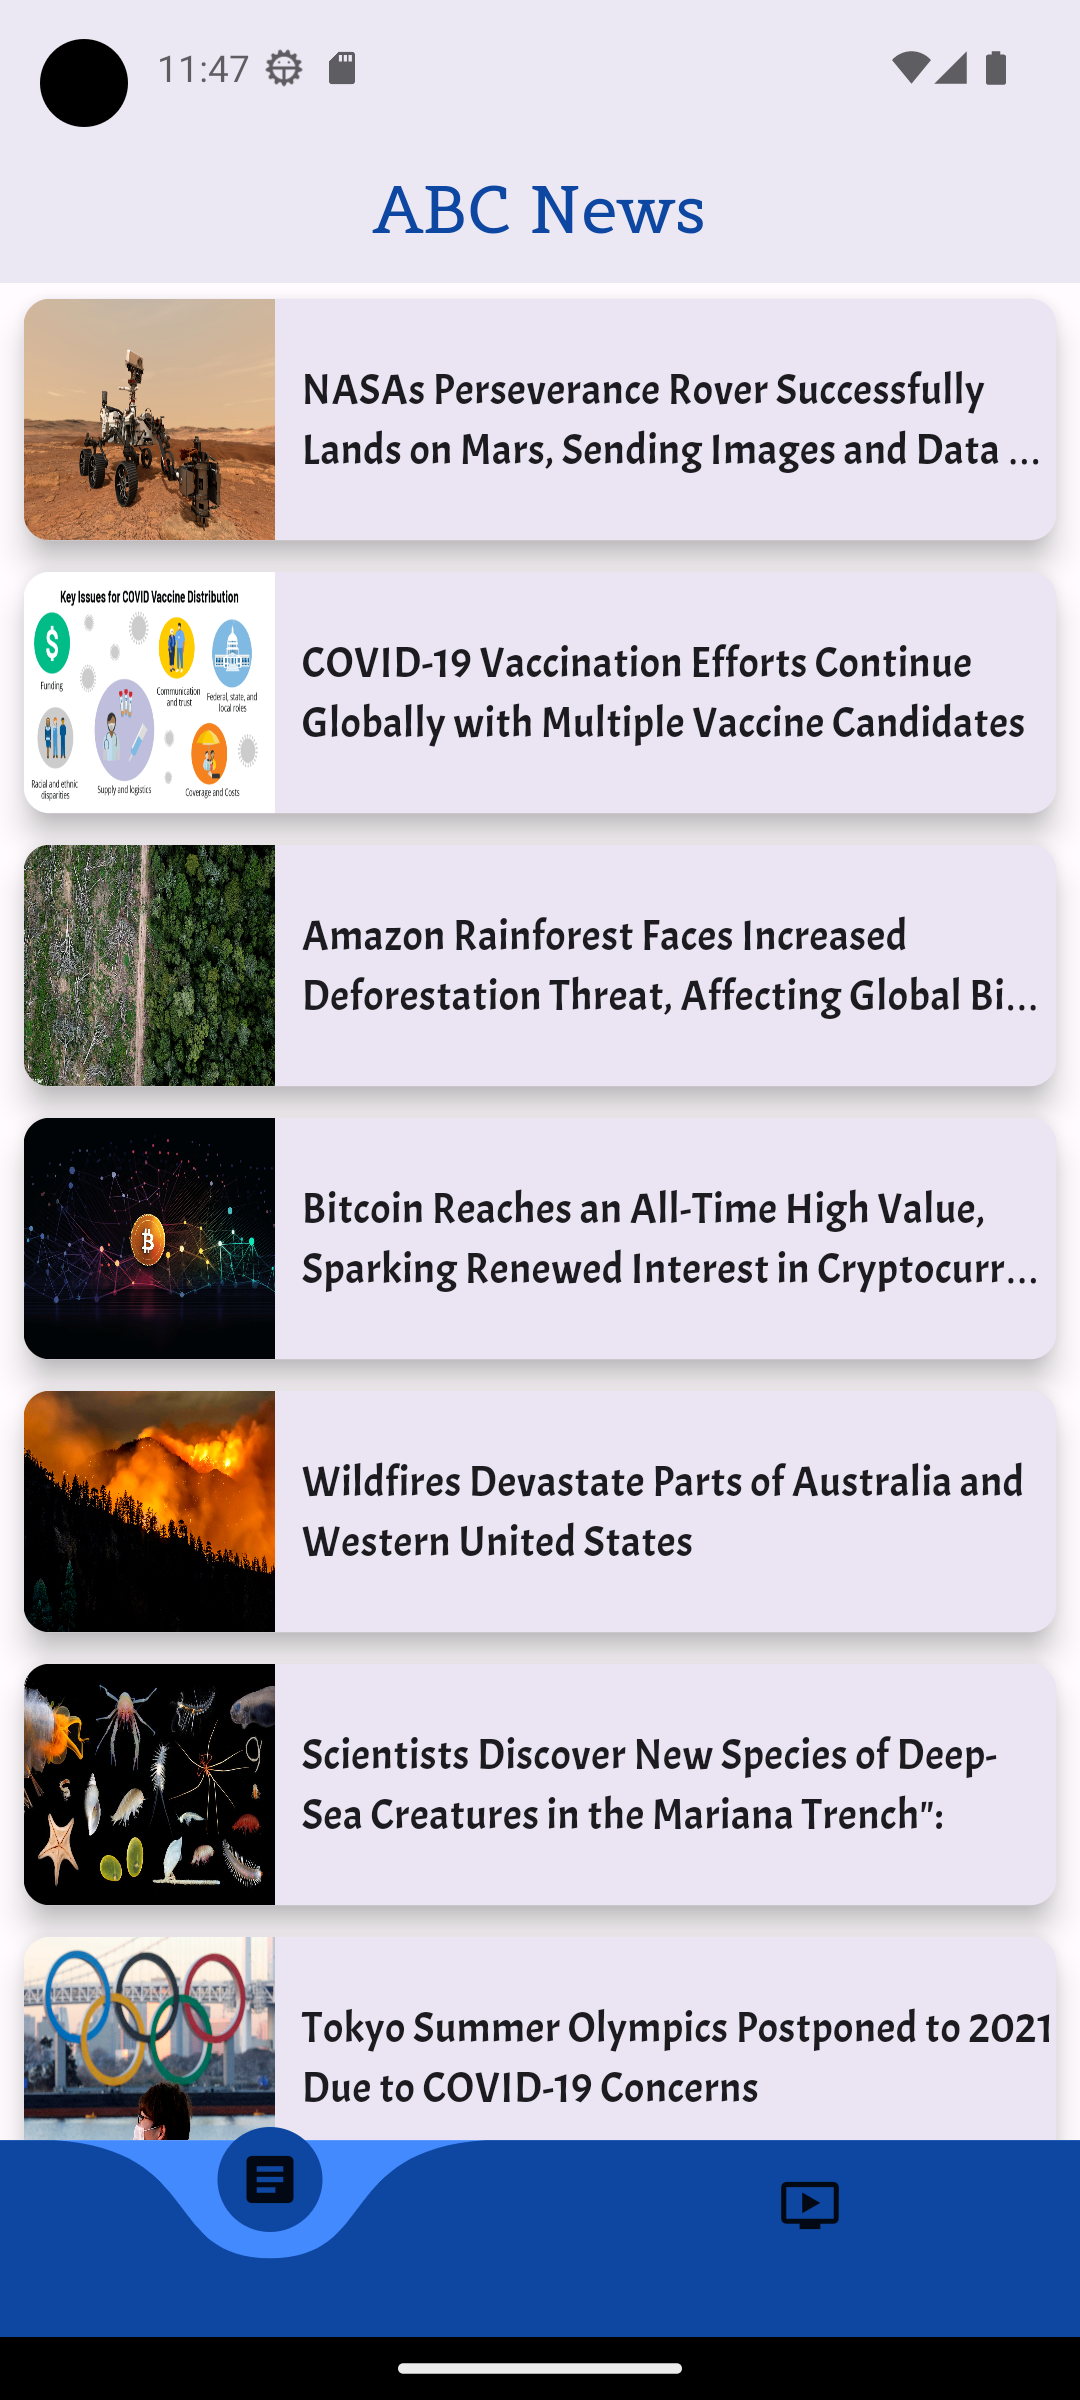 11:47
ABC News
NASAs Perseverance Rover Successfully
Lands on Mars, Sending Images and Data ...
Key Issues for COVID Vaccine Distribution
$
Funding
Communication
and trust
Federal, state, and
local roles
Racial and ethnic
disparities
Supply and logistics
Coverage and Costs
COVID-19 Vaccination Efforts Continue
Globally with Multiple Vaccine Candidates
Amazon Rainforest Faces Increased
Deforestation Threat, Affecting Global Bi...
Bitcoin Reaches an All-Time High Value,
Sparking Renewed Interest in Cryptocurr...
Wildfires Devastate Parts of Australia and
Western United States
Scientists Discover New Species of Deep-
Sea Creatures in the Mariana Trench":
Tokyo Summer Olympics Postponed to 2021
Due to COVID-19 Concerns